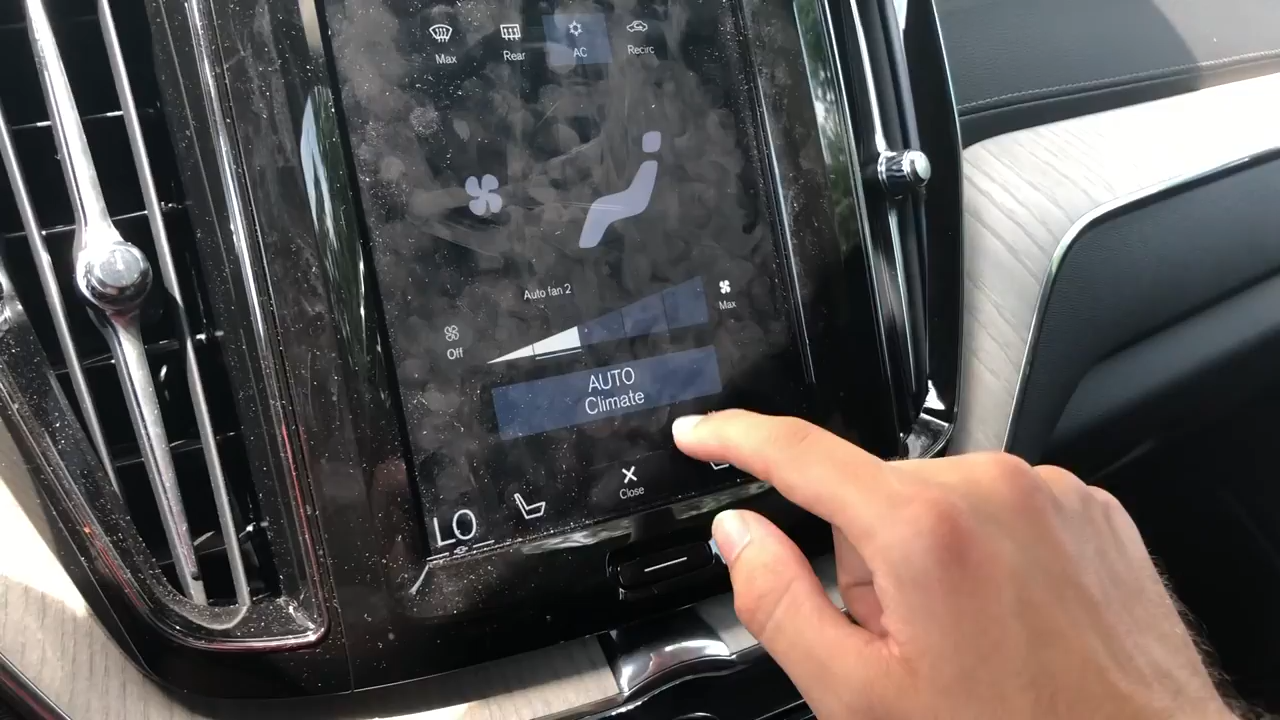 Max
Rear
AC
Recirc
Auto fan 2
Max
Off
AUTO
Climate
Close
LO